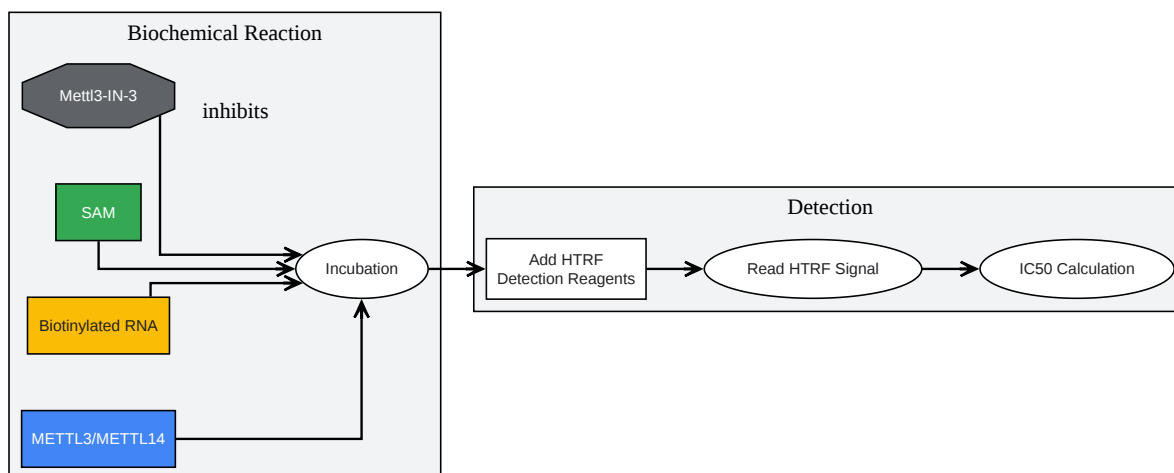 Biochemical Reaction
Mettl3-IN-3
inhibits
SAM
Incubation
Biotinylated RNA
METTL3/METTL14
Detection
Add HTRF
Detection Reagents
Read HTRF Signal
IC50 Calculation